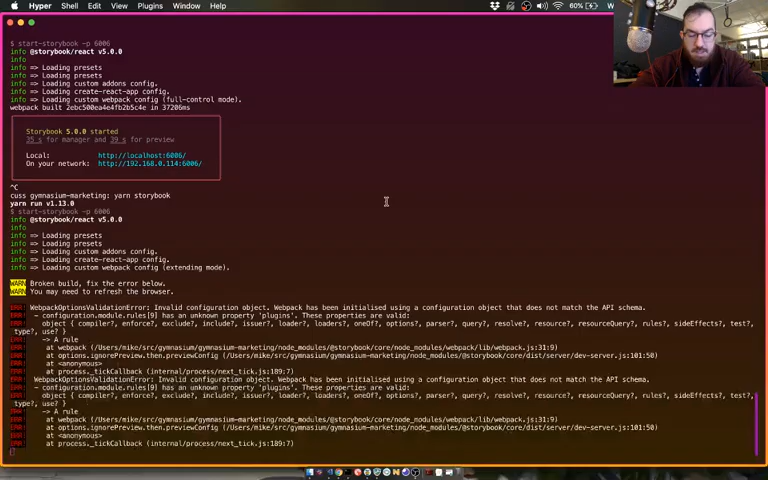 Hyper Shell Edit View Plugins Window Help 60%
$ start-storybook -p 6006
info @storybook/react v5.0.0
info
info => Loading presets
info => Loading presets
info => Loading custom addons config.
info => Loading create-react-app config.
info => Loading custom webpack config (full-control mode).
webpack built 2ebc500ea4e4fb2b5c4e in 37206ms
Storybook 5.0.0 started
35 s for manager and 39 s for preview
Local: http://localhost:6006/
On your network: http://192.168.0.114:6006/
^C
cuss gymnasium-marketing: yarn storybook
yarn run v1.13.0
$ start-storybook -p 6006
info @storybook/react v5.0.0
info
info => Loading presets
info => Loading presets
info => Loading custom addons config.
info => Loading create-react-app config.
info => Loading custom webpack config (extending mode).
WARN Broken build, fix the error below.
WARN You may need to refresh the browser.
ERR! WebpackOptionsValidationError: Invalid configuration object. Webpack has been initialised using a configuration object that does not match the API schema.
ERR! - configuration.module.rules[9] has an unknown property 'plugins'. These properties are valid:
ERR! object { compiler?, enforce?, exclude?, include?, issuer?, loader?, loaders?, oneOf?, options?, parser?, query?, resolve?, resource?, resourceQuery?, rules?, sideEffects?, test?,
type?, use? }
ERR! -> A rule
ERR! at webpack (/Users/mike/src/gymnasium/gymnasium-marketing/node_modules/@storybook/core/node_modules/webpack/lib/webpack.js:31:9)
ERR! at options.ignorePreview.then.previewConfig (/Users/mike/src/gymnasium/gymnasium-marketing/node_modules/@storybook/core/dist/server/dev-server.js:101:50)
ERR! at <anonymous>
ERR! at process._tickCallback (internal/process/next_tick.js:189:7)
ERR! WebpackOptionsValidationError: Invalid configuration object. Webpack has been initialised using a configuration object that does not match the API schema.
ERR! - configuration.module.rules[9] has an unknown property 'plugins'. These properties are valid:
ERR! object { compiler?, enforce?, exclude?, include?, issuer?, loader?, loaders?, oneOf?, options?, parser?, query?, resolve?, resource?, resourceQuery?, rules?, sideEffects?, test?,
type?, use? }
ERR! -> A rule
ERR! at webpack (/Users/mike/src/gymnasium/gymnasium-marketing/node_modules/@storybook/core/node_modules/webpack/lib/webpack.js:31:9)
ERR! at options.ignorePreview.then.previewConfig (/Users/mike/src/gymnasium/gymnasium-marketing/node_modules/@storybook/core/dist/server/dev-server.js:101:50)
ERR! at <anonymous>
ERR! at process._tickCallback (internal/process/next_tick.js:189:7)